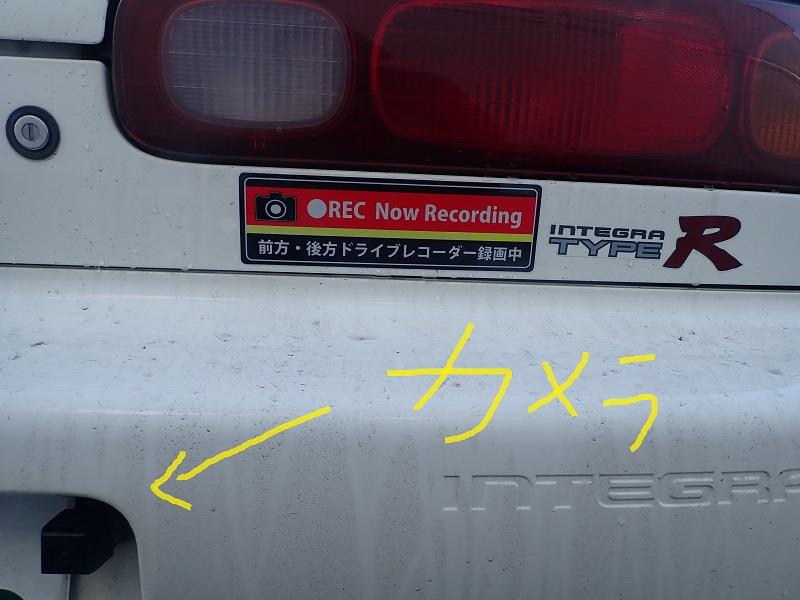 ●REC Now Recording
前方・後方ドライブレコーダー録画中
INTEGRA
TYPE R
カメラ
INTEGRA